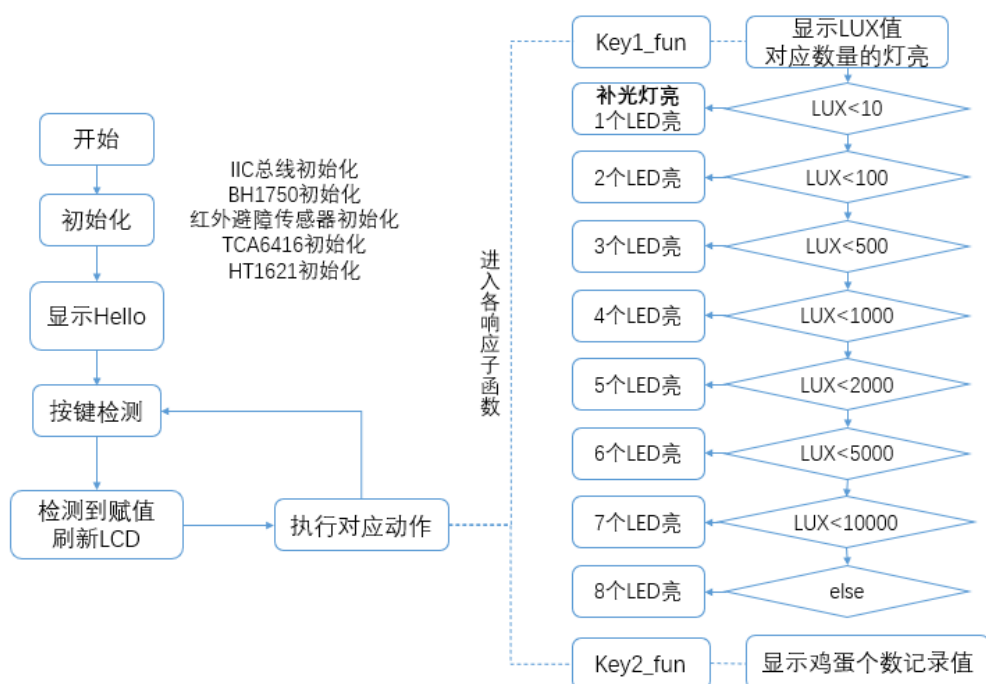 开始
初始化
IIC总线初始化
BH1750初始化
红外避障传感器初始化
TCA6416初始化
HT1621初始化
显示Hello
按键检测
检测到赋值
刷新LCD
执行对应动作
进入各响应子函数
Key1_fun
显示LUX值
对应数量的灯亮
补光灯亮
1个LED亮
LUX<10
2个LED亮
LUX<100
3个LED亮
LUX<500
4个LED亮
LUX<1000
5个LED亮
LUX<2000
6个LED亮
LUX<5000
7个LED亮
LUX<10000
8个LED亮
else
Key2_fun
显示鸡蛋个数记录值